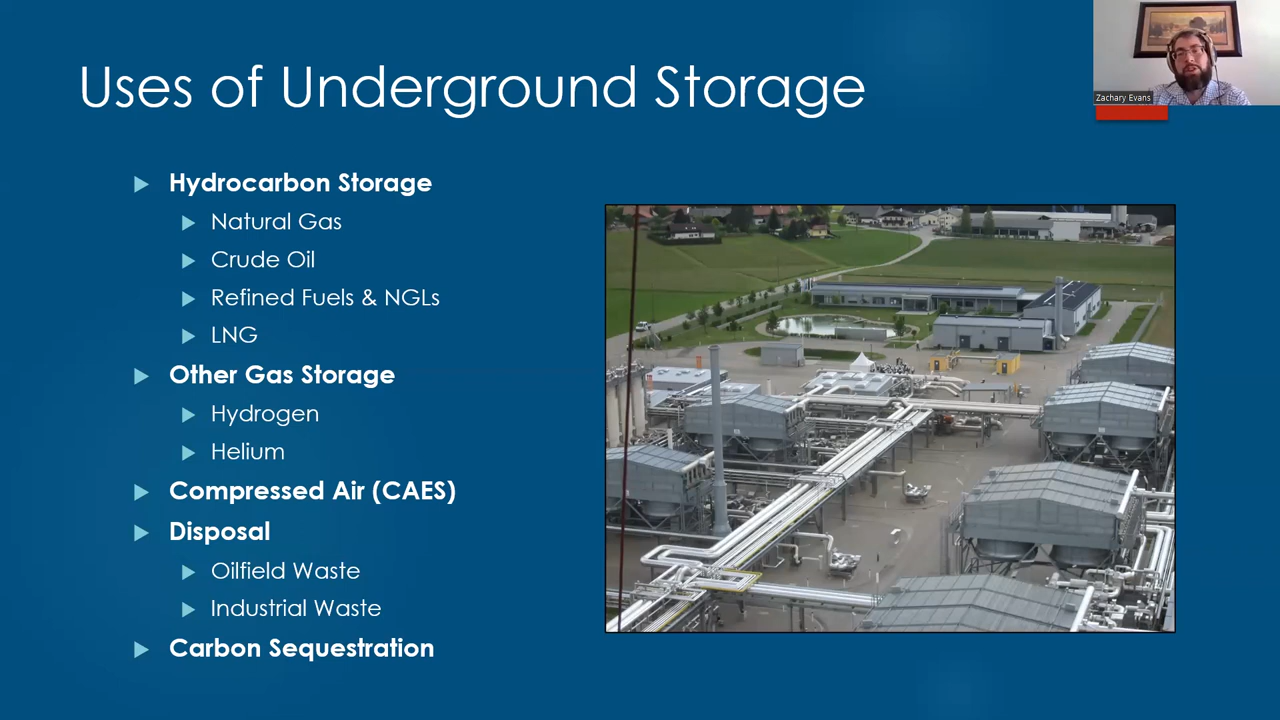 Uses of Underground Storage
Zachary Evans
Hydrocarbon Storage
Natural Gas
Crude Oil
Refined Fuels & NGLs
LNG
Other Gas Storage
Hydrogen
Helium
Compressed Air (CAES)
Disposal
Oilfield Waste
Industrial Waste
Carbon Sequestration